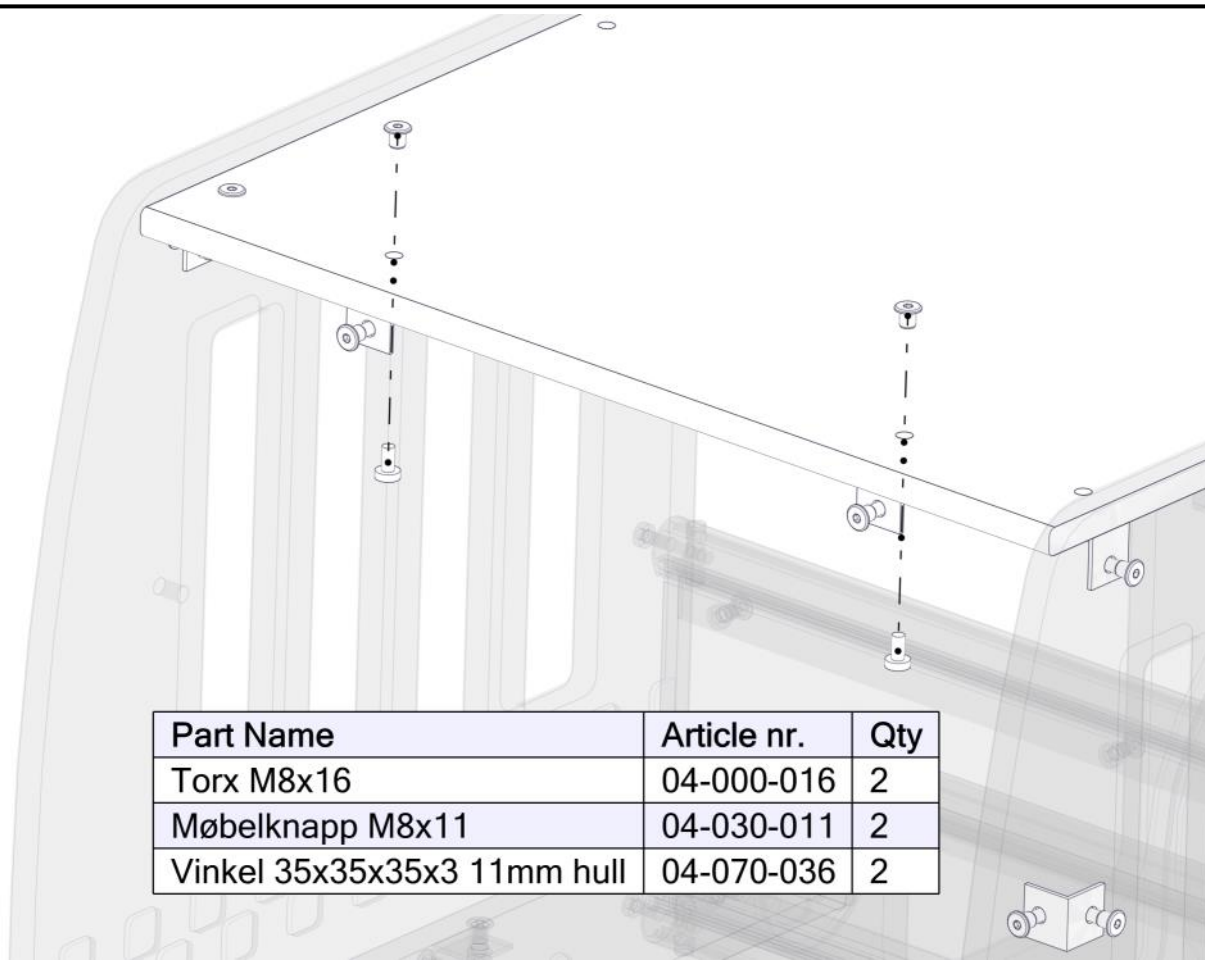 Part Name Article nr. Qty
Torx M8x16 04-000-016 2
Møbelknapp M8x11 04-030-011 2
Vinkel 35x35x35x3 11mm hull 04-070-036 2